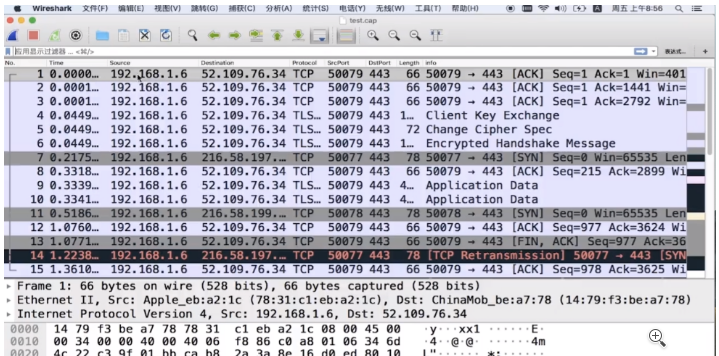 Wireshark 文件(F) 编辑(E) 视图(V) 跳转(G) 捕获(C) 分析(A) 统计(S) 电话(Y) 无线(W) 工具(T) 帮助(H) 周五 上午8:56
test.cap
应用显示过滤器 … <⌘/> 表达式… +
No. Time Source Destination Protocol SrcPort DstPort Length Info
1 0.0000… 192.168.1.6 52.109.76.34 TCP 50079 443 66 50079 → 443 [ACK] Seq=1 Ack=1 Win=401
2 0.0001… 192.168.1.6 52.109.76.34 TCP 50079 443 66 50079 → 443 [ACK] Seq=1 Ack=1441 Win=
3 0.0001… 192.168.1.6 52.109.76.34 TCP 50079 443 66 50079 → 443 [ACK] Seq=1 Ack=2792 Win=
4 0.0449… 192.168.1.6 52.109.76.34 TLS… 50079 443 1… Client Key Exchange
5 0.0449… 192.168.1.6 52.109.76.34 TLS… 50079 443 72 Change Cipher Spec
6 0.0449… 192.168.1.6 52.109.76.34 TLS… 50079 443 1… Encrypted Handshake Message
7 0.2175… 192.168.1.6 216.58.197.… TCP 50077 443 78 50077 → 443 [SYN] Seq=0 Win=65535 Len
8 0.3318… 192.168.1.6 52.109.76.34 TCP 50079 443 66 50079 → 443 [ACK] Seq=215 Ack=2899 Wi
9 0.3339… 192.168.1.6 52.109.76.34 TLS… 50079 443 4… Application Data
10 0.3341… 192.168.1.6 52.109.76.34 TLS… 50079 443 4… Application Data
11 0.5186… 192.168.1.6 216.58.199.… TCP 50078 443 78 50078 → 443 [SYN] Seq=0 Win=65535 Len
12 1.0760… 192.168.1.6 52.109.76.34 TCP 50079 443 66 50079 → 443 [ACK] Seq=977 Ack=3624 Wi
13 1.0771… 192.168.1.6 52.109.76.34 TCP 50079 443 66 50079 → 443 [FIN, ACK] Seq=977 Ack=36
14 1.2238… 192.168.1.6 216.58.197.… TCP 50077 443 78 [TCP Retransmission] 50077 → 443 [SYN
15 1.3610… 192.168.1.6 52.109.76.34 TCP 50079 443 66 50079 → 443 [ACK] Seq=978 Ack=3625 Wi
Frame 1: 66 bytes on wire (528 bits), 66 bytes captured (528 bits)
Ethernet II, Src: Apple_eb:a2:1c (78:31:c1:eb:a2:1c), Dst: ChinaMob_be:a7:78 (14:79:f3:be:a7:78)
Internet Protocol Version 4, Src: 192.168.1.6, Dst: 52.109.76.34
0000 14 79 f3 be a7 78 78 31 c1 eb a2 1c 08 00 45 00 ·y···xx1 ······E·
0010 00 34 00 00 40 00 40 06 f8 86 c0 a8 01 06 34 6d ·4··@·@· ······4m
0020 4c 22 c3 9f 01 bb ca b8 2a 3a 8e 16 d0 ed 80 10 L"······ *:······